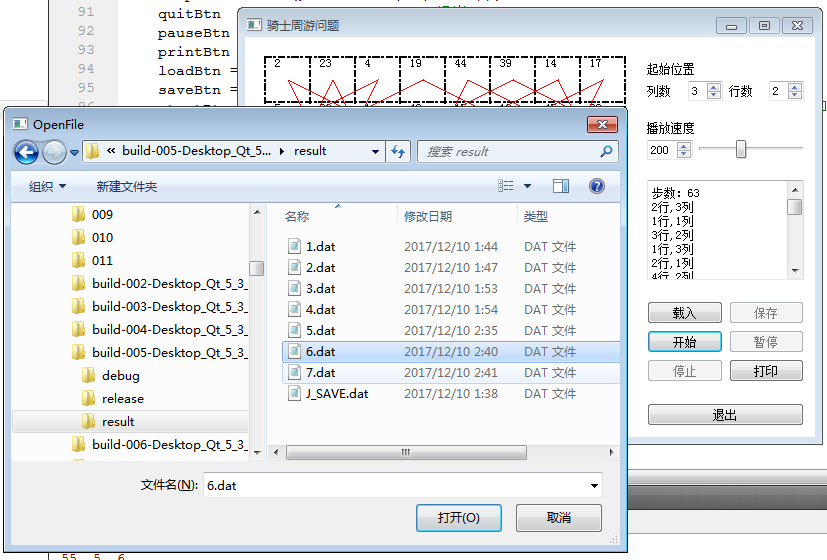 91 quitBtn
92 pauseBtn
93 printBtn
94 loadBtn =
95 saveBtn =
骑士周游问题
2 23 4 19 44 39 14 17
起始位置
列数 3 行数 2
播放速度
200
步数: 63
2行,3列
1行,1列
3行,2列
1行,3列
2行,1列
4行,2列
载入 保存
开始 暂停
停止 打印
退出
OpenFile
« build-005-Desktop_Qt_5... result
搜索 result
组织 新建文件夹
009
010
011
build-002-Desktop_Qt_5_3_
build-003-Desktop_Qt_5_3_
build-004-Desktop_Qt_5_3_
build-005-Desktop_Qt_5_3_
debug
release
result
build-006-Desktop_Qt_5_3_
名称 修改日期 类型
1.dat 2017/12/10 1:44 DAT 文件
2.dat 2017/12/10 1:47 DAT 文件
3.dat 2017/12/10 1:53 DAT 文件
4.dat 2017/12/10 1:54 DAT 文件
5.dat 2017/12/10 2:35 DAT 文件
6.dat 2017/12/10 2:40 DAT 文件
7.dat 2017/12/10 2:41 DAT 文件
J_SAVE.dat 2017/12/10 1:38 DAT 文件
文件名(N): 6.dat
打开(O) 取消
55 5 6